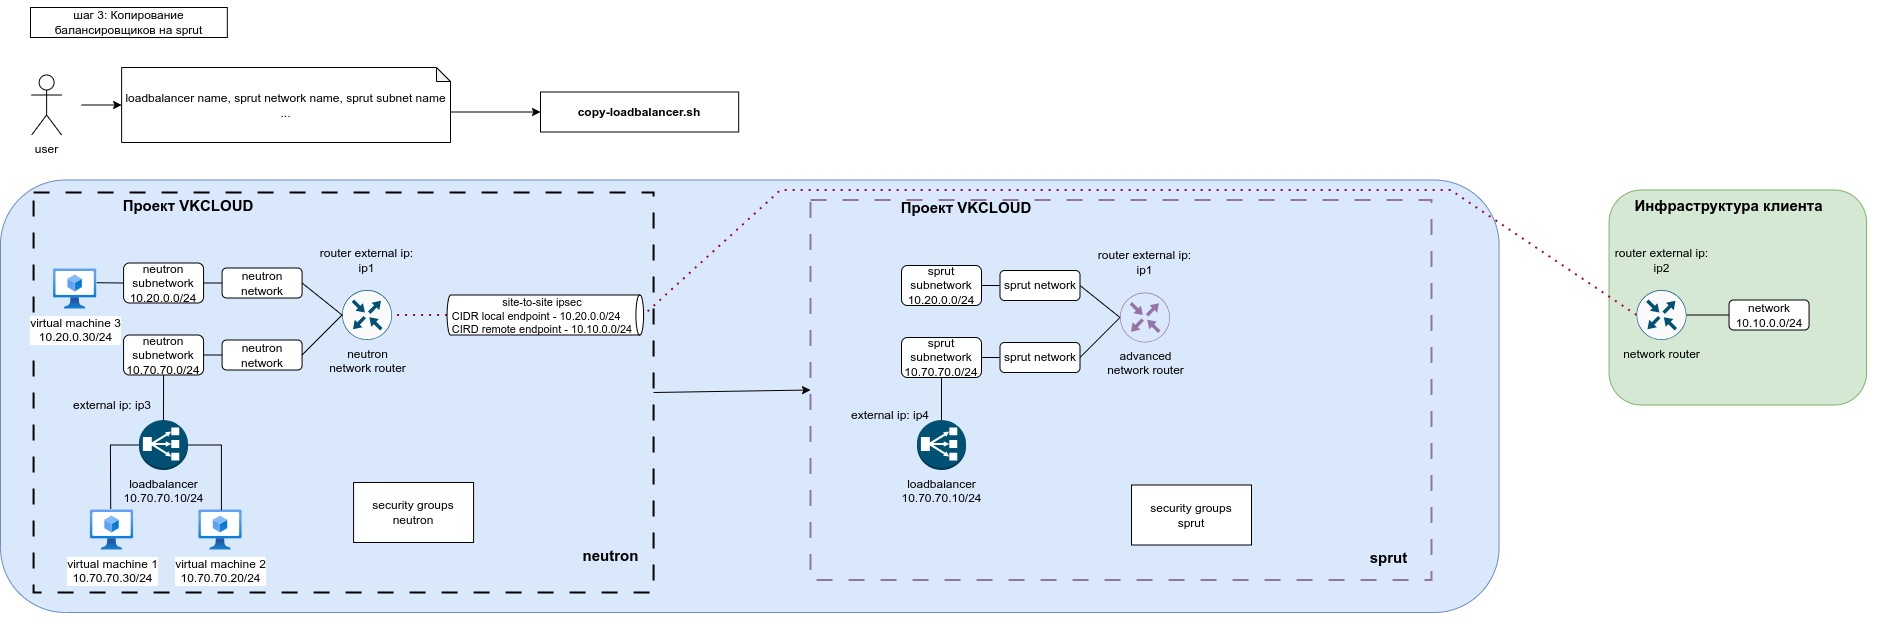 шаг 3: Копирование
балансировщиков на sprut
loadbalancer name, sprut network name, sprut subnet name
...
copy-loadbalancer.sh
user
Проект VKCLOUD
router external ip:
ip1
neutron
subnetwork
10.20.0.0/24
neutron
network
virtual machine 3
10.20.0.30/24
site-to-site ipsec
CIDR local endpoint - 10.20.0.0/24
CIRD remote endpoint - 10.10.0.0/24
neutron
subnetwork
10.70.70.0/24
neutron
network
neutron
network router
external ip: ip3
loadbalancer
10.70.70.10/24
security groups
neutron
virtual machine 1
10.70.70.30/24
virtual machine 2
10.70.70.20/24
neutron
Проект VKCLOUD
router external ip:
ip1
sprut
subnetwork
10.20.0.0/24
sprut network
sprut
subnetwork
10.70.70.0/24
sprut network
advanced
network router
external ip: ip4
loadbalancer
10.70.70.10/24
security groups
sprut
sprut
Инфраструктура клиента
router external ip:
ip2
network
10.10.0.0/24
network router